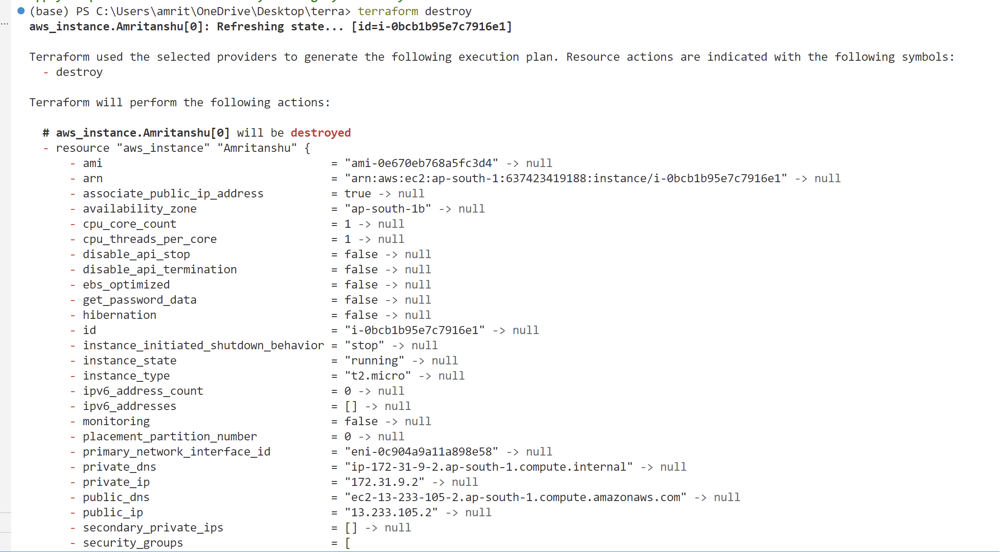 (base) PS C:\Users\amrit\OneDrive\Desktop\terra> terraform destroy
aws_instance.Amritanshu[0]: Refreshing state... [id=i-0bcb1b95e7c7916e1]
Terraform used the selected providers to generate the following execution plan. Resource actions are indicated with the following symbols:
  - destroy
Terraform will perform the following actions:
  # aws_instance.Amritanshu[0] will be destroyed
  - resource "aws_instance" "Amritanshu" {
      - ami                                  = "ami-0e670eb768a5fc3d4" -> null
      - arn                                  = "arn:aws:ec2:ap-south-1:637423419188:instance/i-0bcb1b95e7c7916e1" -> null
      - associate_public_ip_address          = true -> null
      - availability_zone                    = "ap-south-1b" -> null
      - cpu_core_count                       = 1 -> null
      - cpu_threads_per_core                 = 1 -> null
      - disable_api_stop                     = false -> null
      - disable_api_termination              = false -> null
      - ebs_optimized                        = false -> null
      - get_password_data                    = false -> null
      - hibernation                          = false -> null
      - id                                   = "i-0bcb1b95e7c7916e1" -> null
      - instance_initiated_shutdown_behavior = "stop" -> null
      - instance_state                       = "running" -> null
      - instance_type                        = "t2.micro" -> null
      - ipv6_address_count                   = 0 -> null
      - ipv6_addresses                       = [] -> null
      - monitoring                           = false -> null
      - placement_partition_number           = 0 -> null
      - primary_network_interface_id         = "eni-0c904a9a11a898e58" -> null
      - private_dns                          = "ip-172-31-9-2.ap-south-1.compute.internal" -> null
      - private_ip                           = "172.31.9.2" -> null
      - public_dns                           = "ec2-13-233-105-2.ap-south-1.compute.amazonaws.com" -> null
      - public_ip                            = "13.233.105.2" -> null
      - secondary_private_ips                = [] -> null
      - security_groups                      = [